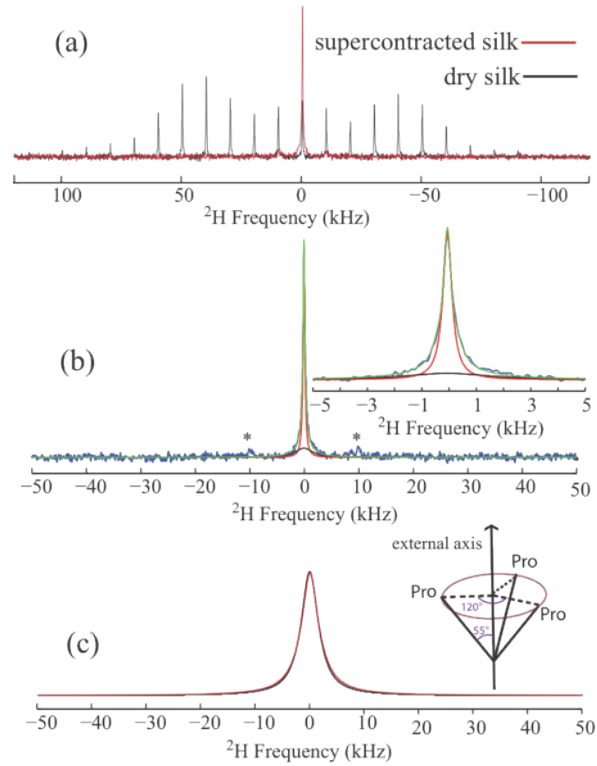 (a)
supercontracted silk
dry silk
100 50 0 −50 −100
²H Frequency (kHz)
(b)
−5 −3 −1 1 3 5
²H Frequency (kHz)
* *
−50 −40 −30 −20 −10 0 10 20 30 40 50
²H Frequency (kHz)
external axis
Pro
Pro
Pro
120°
55°
(c)
−50 −40 −30 −20 −10 0 10 20 30 40 50
²H Frequency (kHz)